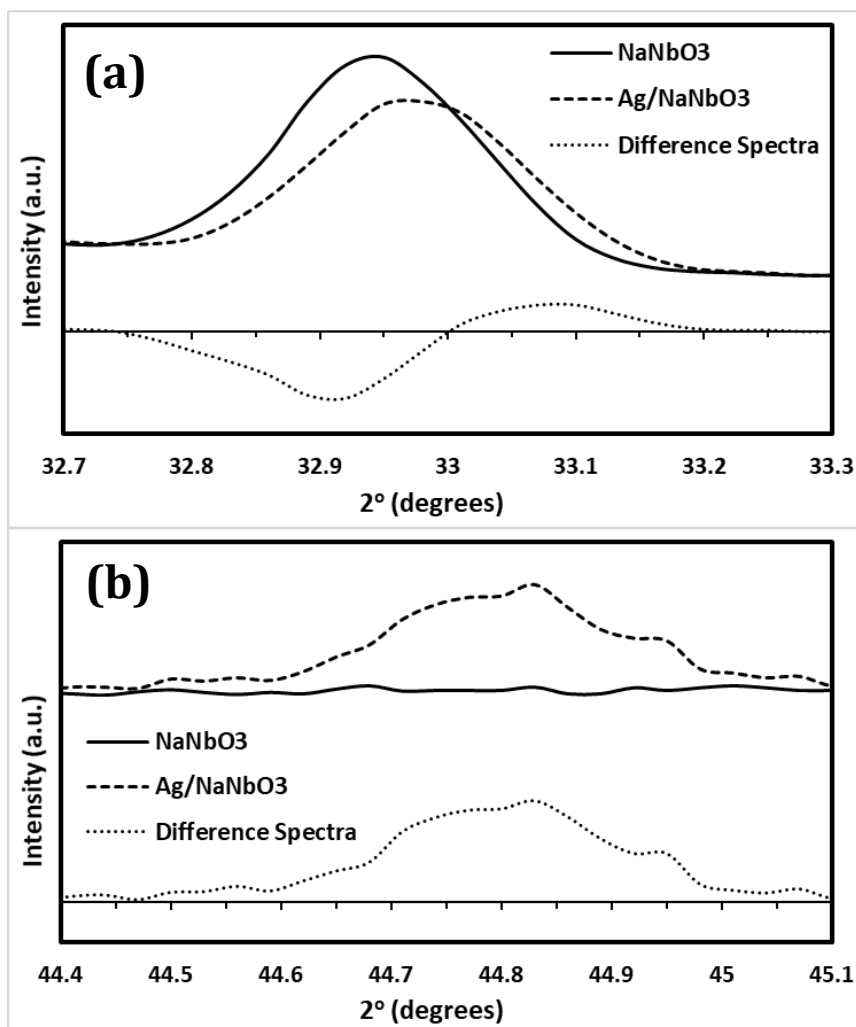 (a)
NaNbO3
Ag/NaNbO3
Difference Spectra
Intensity (a.u.)
32.7 32.8 32.9 33 33.1 33.2 33.3
2° (degrees)
(b)
NaNbO3
Ag/NaNbO3
Difference Spectra
Intensity (a.u.)
44.4 44.5 44.6 44.7 44.8 44.9 45 45.1
2° (degrees)